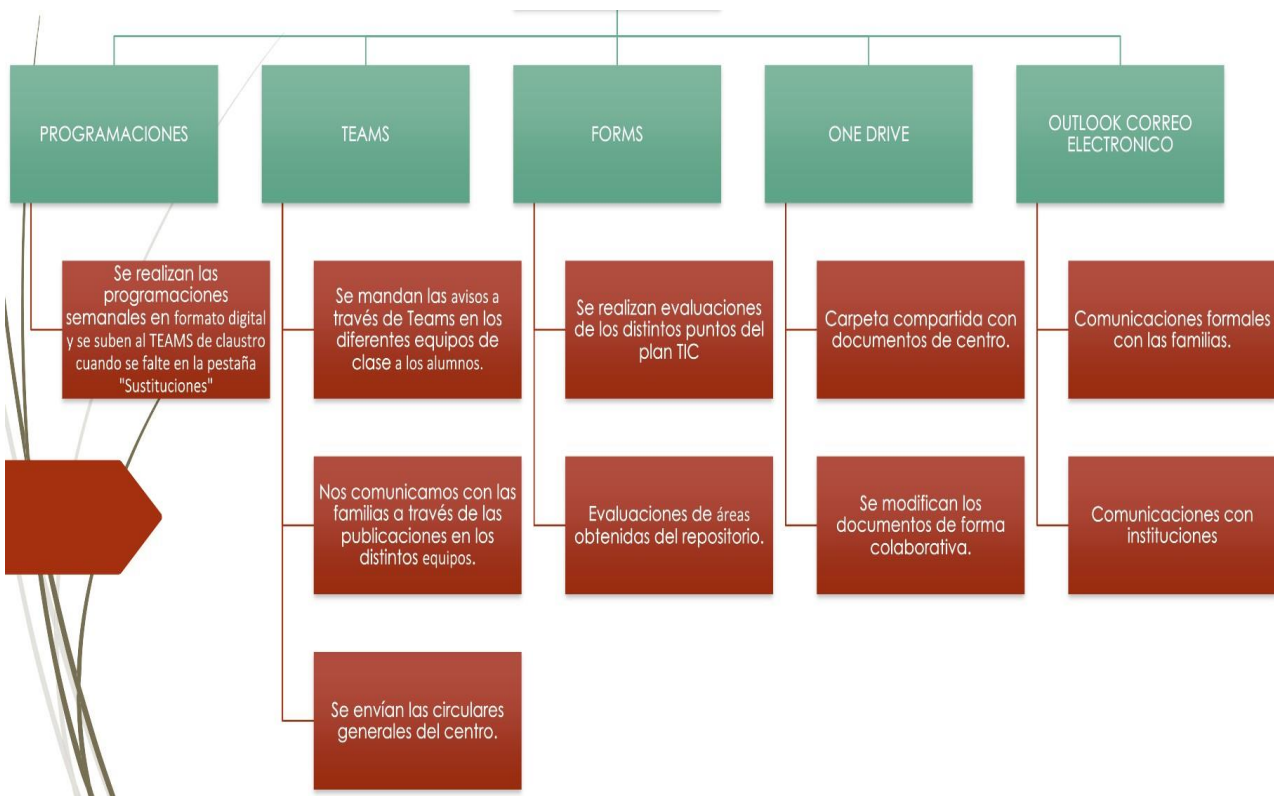 PROGRAMACIONES
TEAMS
FORMS
ONE DRIVE
OUTLOOK CORREO
ELECTRONICO
Se realizan las
programaciones
semanales en formato digital
y se suben al TEAMS de claustro
cuando se falte en la pestaña
"Sustituciones"
Se mandan las avisos a
través de Teams en los
diferentes equipos de
clase a los alumnos.
Nos comunicamos con las
familias a través de las
publicaciones en los
distintos equipos.
Se envían las circulares
generales del centro.
Se realizan evaluaciones
de los distintos puntos del
plan TIC
Evaluaciones de áreas
obtenidas del repositorio.
Carpeta compartida con
documentos de centro.
Se modifican los
documentos de forma
colaborativa.
Comunicaciones formales
con las familias.
Comunicaciones con
instituciones